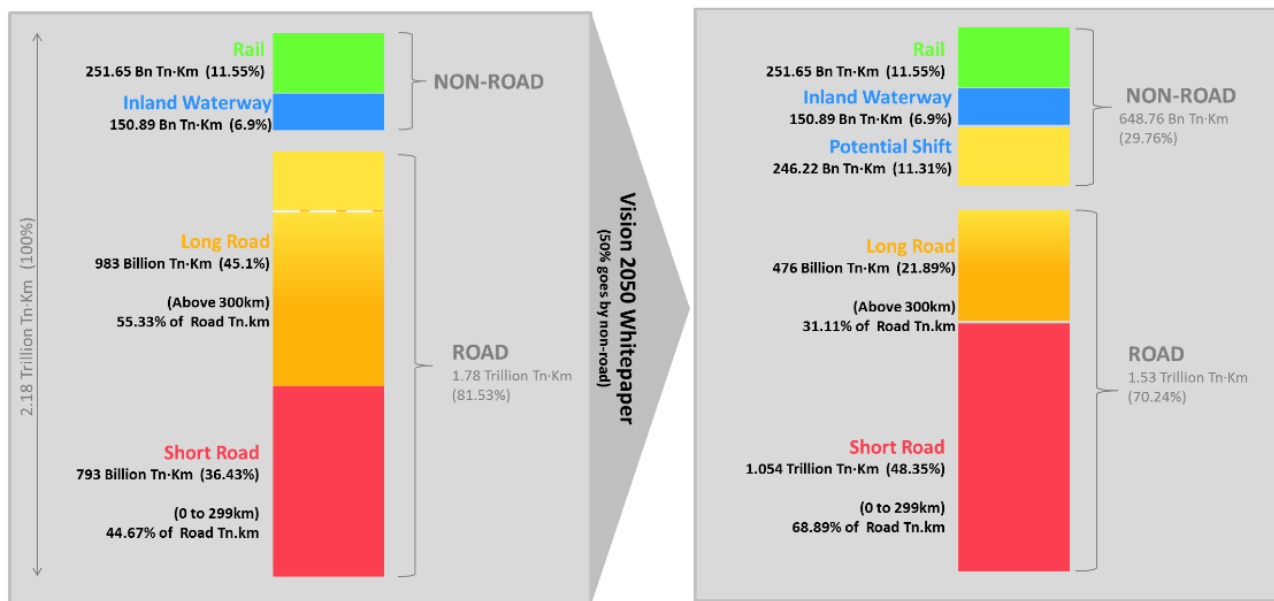 2.18 Trillion Tn·Km (100%)
Rail
251.65 Bn Tn·Km (11.55%)
Inland Waterway
150.89 Bn Tn·Km (6.9%)
NON-ROAD
Long Road
983 Billion Tn·Km (45.1%)
(Above 300km)
55.33% of Road Tn.km
ROAD
1.78 Trillion Tn·Km
(81.53%)
Short Road
793 Billion Tn·Km (36.43%)
(0 to 299km)
44.67% of Road Tn.km
Vision 2050 Whitepaper
(50% goes by non-road)
Rail
251.65 Bn Tn·Km (11.55%)
Inland Waterway
150.89 Bn Tn·Km (6.9%)
Potential Shift
246.22 Bn Tn·Km (11.31%)
NON-ROAD
648.76 Bn Tn·Km
(29.76%)
Long Road
476 Billion Tn·Km (21.89%)
(Above 300km)
31.11% of Road Tn.km
ROAD
1.53 Trillion Tn·Km
(70.24%)
Short Road
1.054 Trillion Tn·Km (48.35%)
(0 to 299km)
68.89% of Road Tn.km